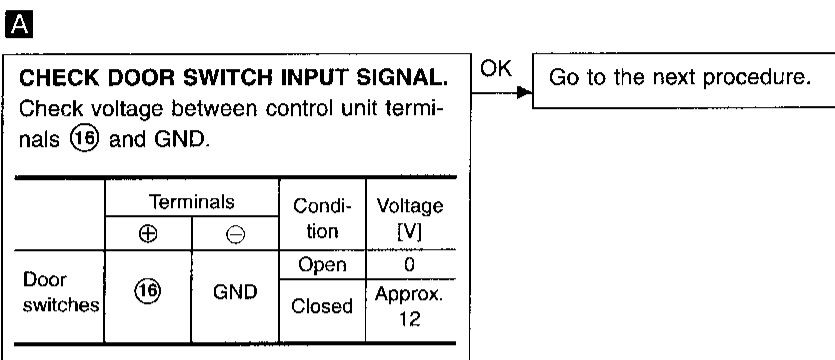 A
CHECK DOOR SWITCH INPUT SIGNAL.
Check voltage between control unit termi-
nals ⑯ and GND.
OK
Go to the next procedure.
Terminals
Condi-
tion
Voltage
[V]
⊕ ⊖
Door
switches
⑯ GND
Open 0
Closed Approx.
12